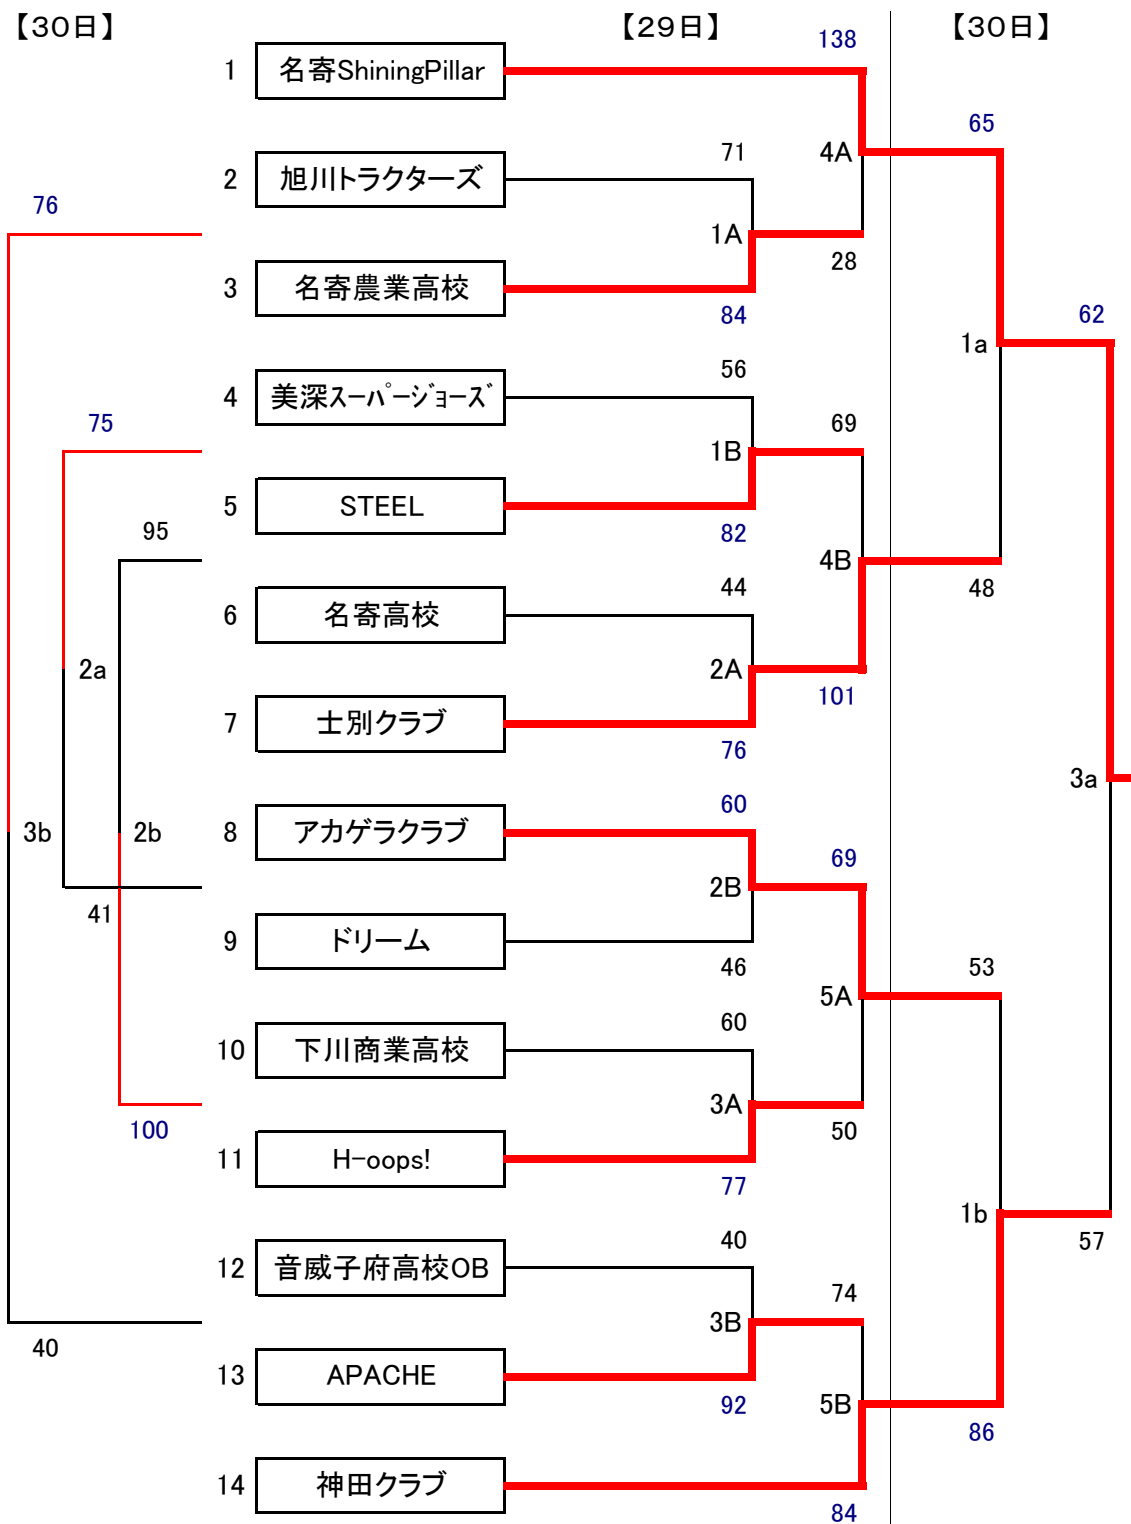 【30日】 【29日】 【30日】
138
1 名寄ShiningPillar
65
71 4A
2 旭川トラクターズ
76
1A
28
3 名寄農業高校
84 62
1a
56
4 美深スーパージョーズ
75 69
1B
5 STEEL
95 82
4B
44 48
6 名寄高校
2a 2A
101
7 士別クラブ
76
3a
60
3b 2b 8 アカゲラクラブ
69
2B
41
9 ドリーム
46 53
5A
60
10 下川商業高校
3A
100 50
11 H-oops!
77
1b
40 57
12 音威子府高校OB
74
3B
40
13 APACHE
92 5B
86
14 神田クラブ
84